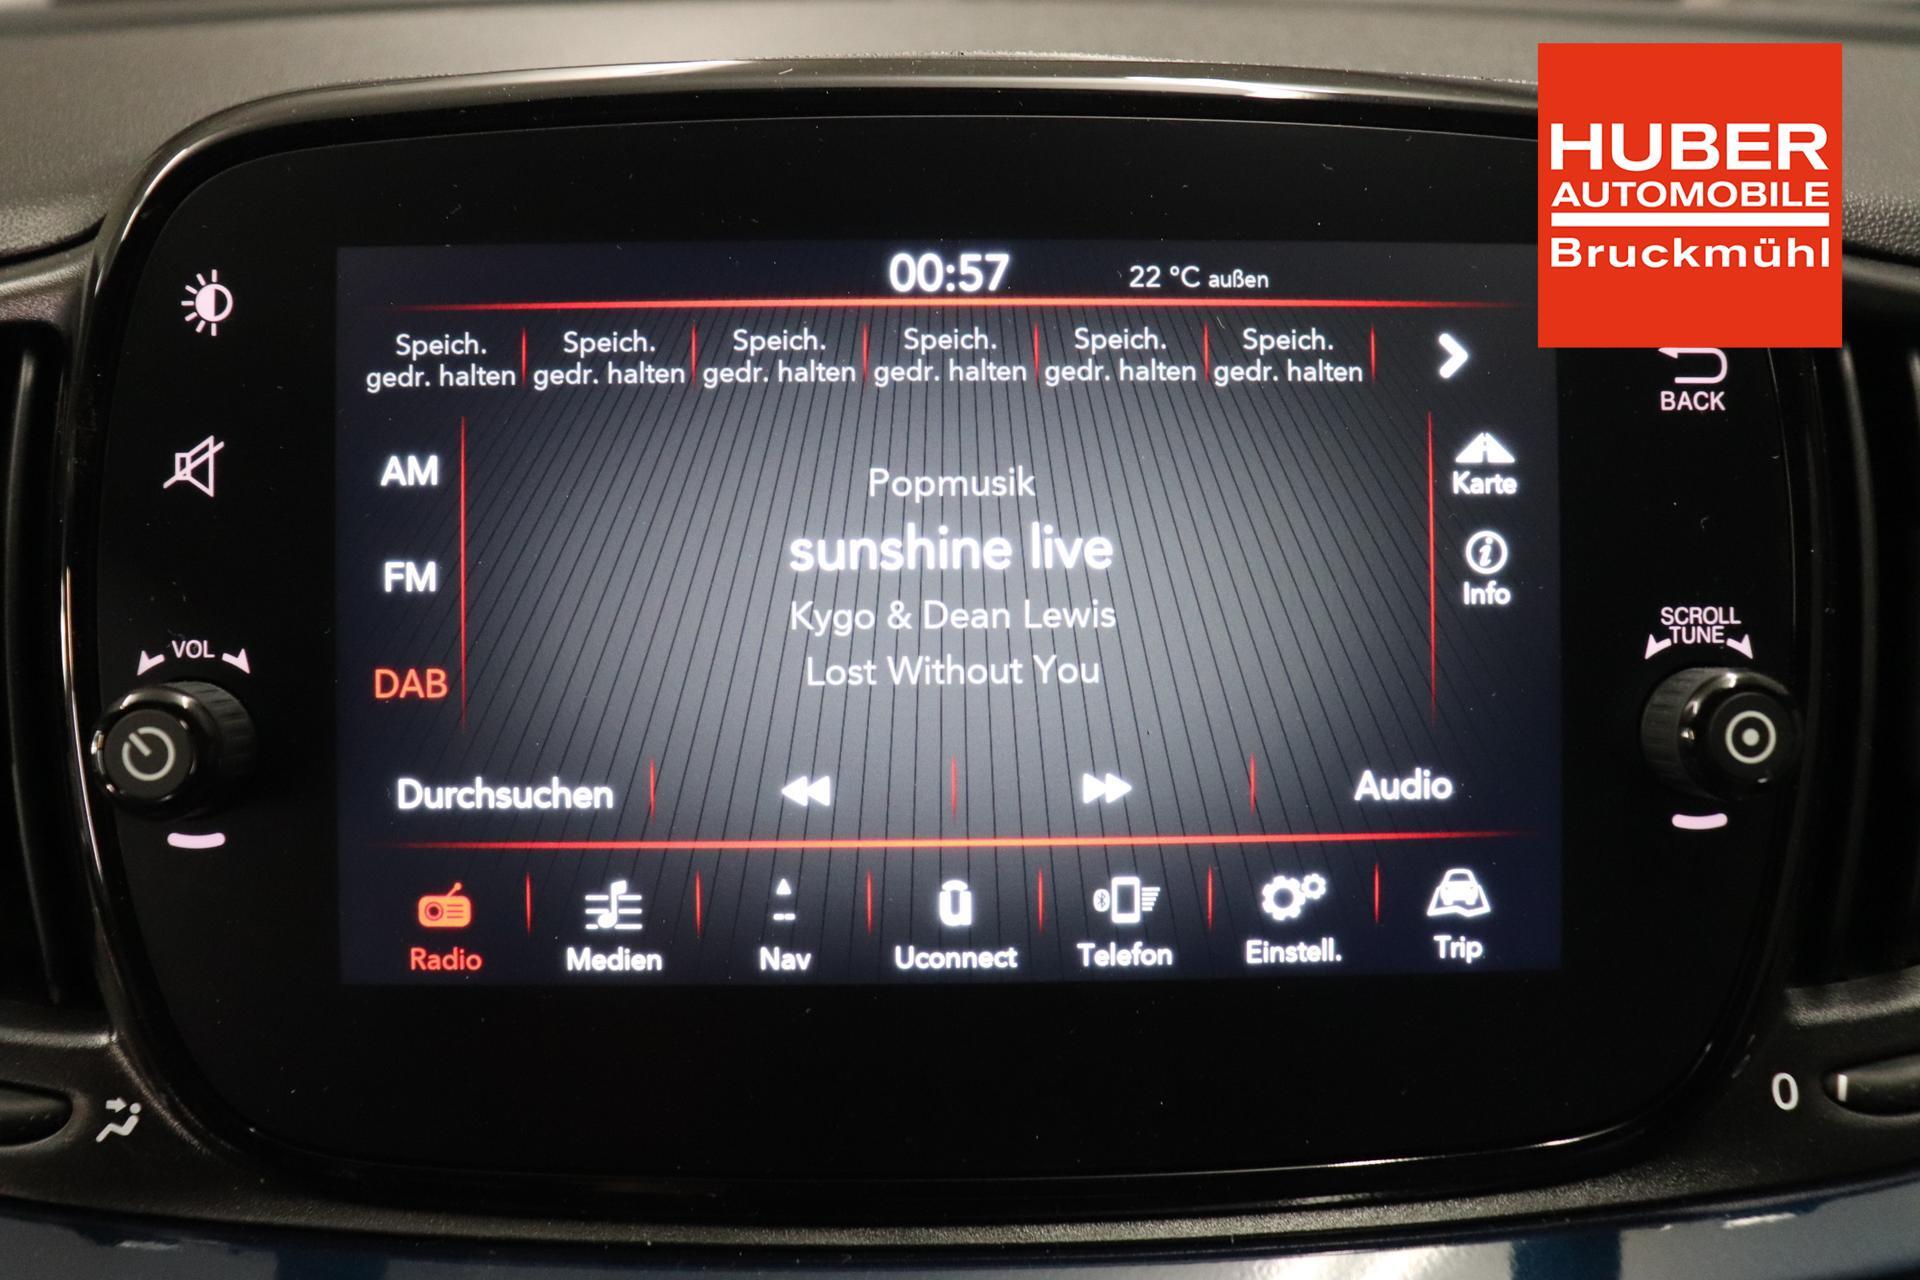 HUBER
AUTOMOBILE
Bruckmühl
00:57
22 °C außen
Speich. gedr. halten
Speich. gedr. halten
Speich. gedr. halten
Speich. gedr. halten
Speich. gedr. halten
Speich. gedr. halten
BACK
AM
FM
DAB
Popmusik
sunshine live
Kygo & Dean Lewis
Lost Without You
Karte
Info
VOL
SCROLL
TUNE
Durchsuchen
Audio
Radio
Medien
Nav
Uconnect
Telefon
Einstell.
Trip
0